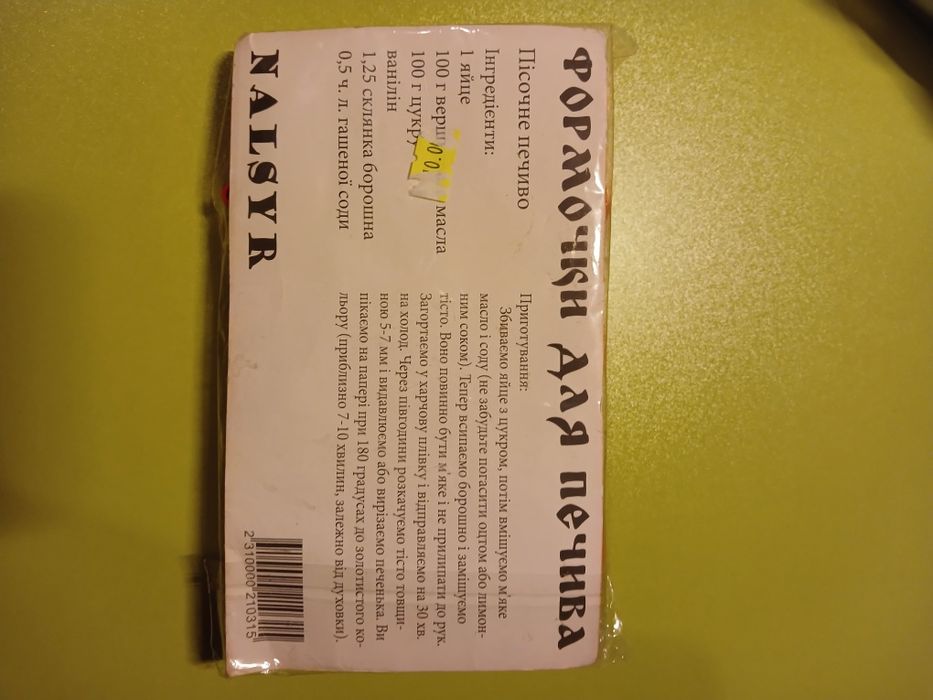 ФОРМОЧКИ ДЛЯ ПЕЧИВА
Пісочне печиво
Інгредієнти:
1 яйце
100 г масла
100 г цукру
ванілін
1,25 склянка борошна
0,5 ч. л. гашеної соди
Приготування:
Збиваємо яйце з цукром, потім вмішуємо м'яке
масло і соду (не забудьте погасити оцтом або лимон-
ним соком). Тепер всипаємо борошно і замішуємо
тісто. Воно повинно бути м'яке і не прилипати до рук.
Загортаємо у харчову плівку і відправляємо на 30 хв.
на холод. Через півгодини розкачуємо тісто товщи-
ною 5-7 мм і видавлюємо або вирізаємо печенька. Ви
пікаємо на папері при 180 градусах до золотистого ко-
льору (приблизно 7-10 хвилин, залежно від духовки).
NALSYR
2310000210315